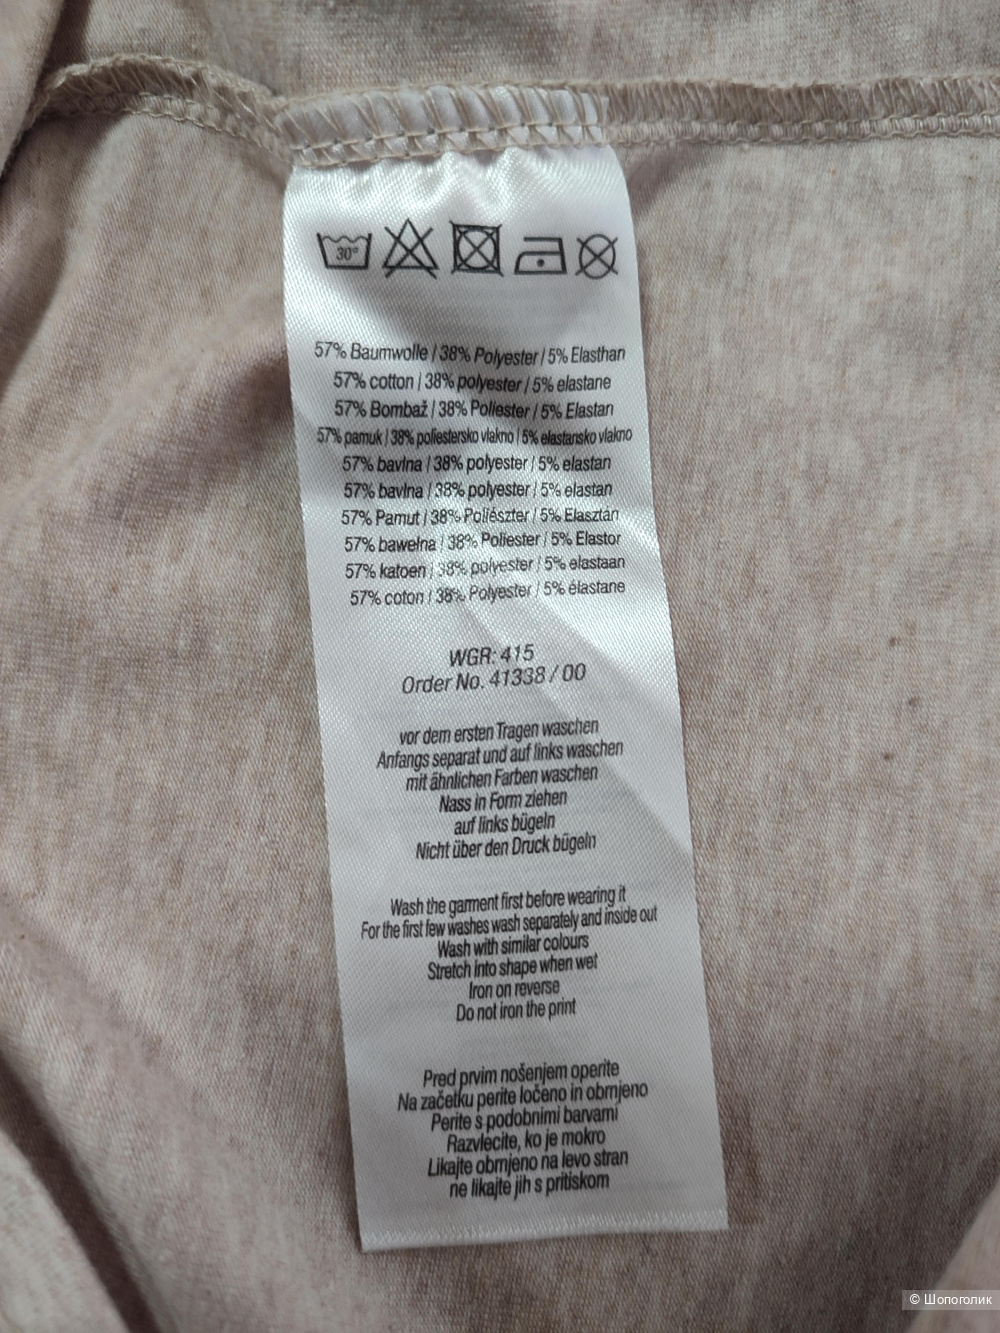 30°
57% Baumwolle / 38% Polyester / 5% Elasthan
57% cotton / 38% polyester / 5% elastane
57% Bombaž / 38% Poliester / 5% Elastan
57% pamuk / 38% poliestersko vlakno / 5% elastansko vlakno
57% bavlna / 38% polyester / 5% elastan
57% bavlna / 38% polyester / 5% elastan
57% Pamut / 38% Poliészter / 5% Elasztán
57% bawełna / 38% Poliester / 5% Elastor
57% katoen / 38% polyester / 5% elastaan
57% coton / 38% Polyester / 5% élastane
WGR: 415
Order No. 41338 / 00
vor dem ersten Tragen waschen
Anfangs separat und auf links waschen
mit ähnlichen Farben waschen
Nass in Form ziehen
auf links bügeln
Nicht über den Druck bügeln
Wash the garment first before wearing it
For the first few washes wash separately and inside out
Wash with similar colours
Stretch into shape when wet
Iron on reverse
Do not iron the print
Pred prvim nošenjem operite
Na začetku perite ločeno in obrnjeno
Perite s podobnimi barvami
Razvlecite, ko je mokro
Likajte obrnjeno na levo stran
ne likajte jih s pritiskom
© Шопоголик